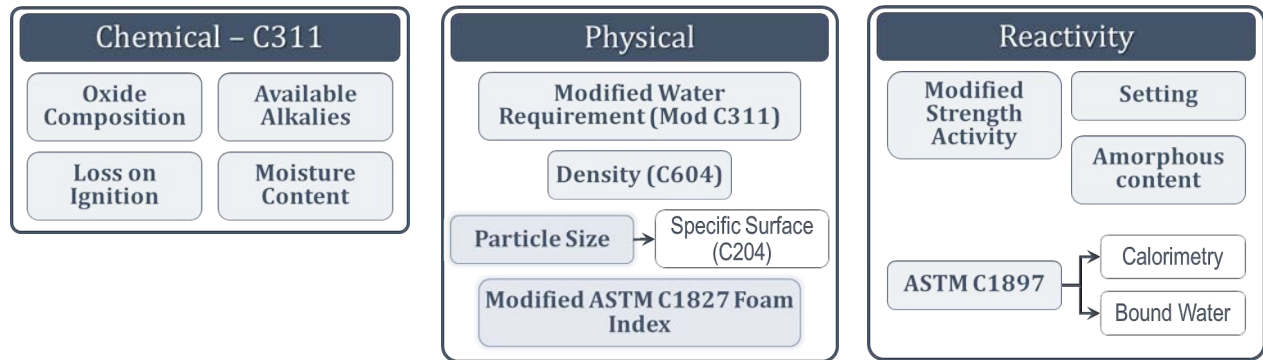 Chemical – C311
Oxide
Composition
Available
Alkalies
Loss on
Ignition
Moisture
Content
Physical
Modified Water
Requirement (Mod C311)
Density (C604)
Particle Size
Specific Surface
(C204)
Modified ASTM C1827 Foam
Index
Reactivity
Modified
Strength
Activity
Setting
Amorphous
content
ASTM C1897
Calorimetry
Bound Water